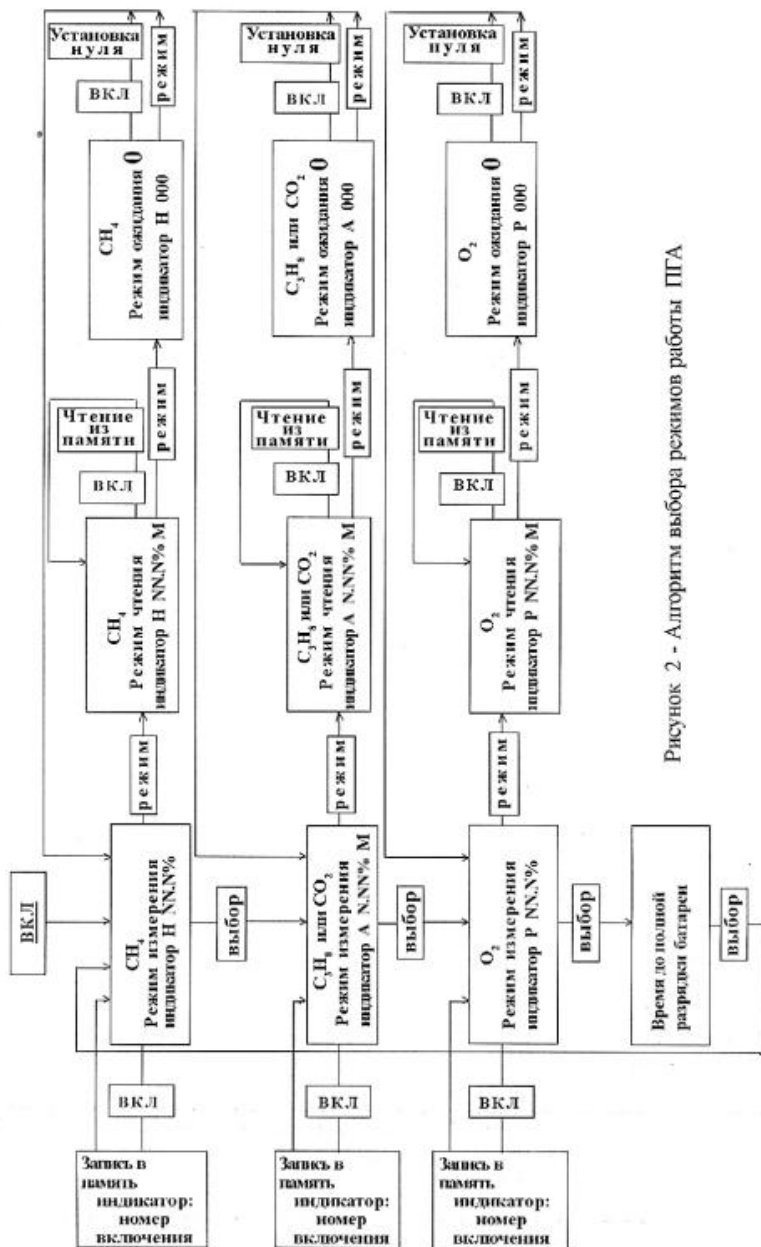 ВКЛ
CH4
Режим измерения
индикатор Н NN.N%
режим
CH4
Режим чтения
индикатор Н NN.N% М
ВКЛ
Чтение
из
памяти
режим
CH4
Режим ожидания 0
индикатор Н 000
ВКЛ
Установка
нуля
режим
ВКЛ
Запись в
память
индикатор:
номер
включения
выбор
C3H8 или CO2
Режим измерения
индикатор А N.NN% М
режим
C3H8 или CO2
Режим чтения
индикатор А N.NN% М
ВКЛ
Чтение
из
памяти
режим
C3H8 или CO2
Режим ожидания 0
индикатор А 000
ВКЛ
Установка
нуля
режим
ВКЛ
Запись в
память
индикатор:
номер
включения
выбор
O2
Режим измерения
индикатор Р NN.N%
режим
O2
Режим чтения
индикатор Р NN.N% М
ВКЛ
Чтение
из
памяти
режим
O2
Режим ожидания 0
индикатор Р 000
ВКЛ
Установка
нуля
режим
ВКЛ
Запись в
память
индикатор:
номер
включения
выбор
Время до полной
разрядки батареи
выбор
Рисунок 2 - Алгоритм выбора режимов работы ПГА